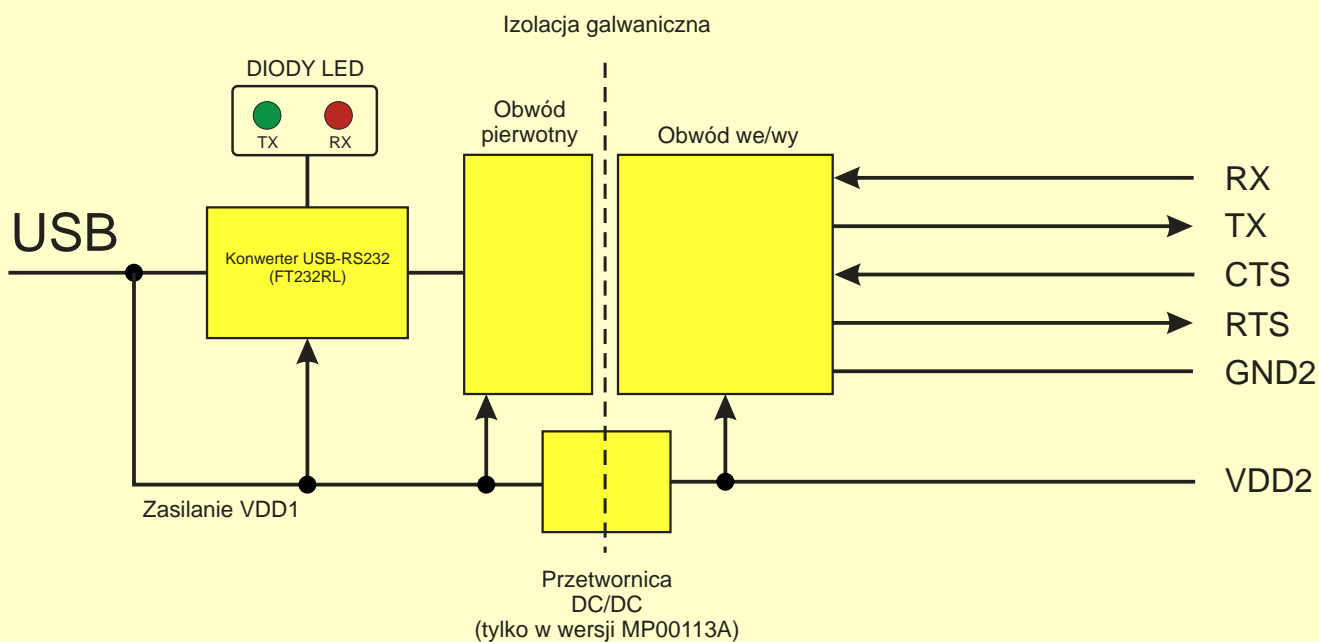 Izolacja galwaniczna
DIODY LED
TX
RX
Obwód
pierwotny
Obwód we/wy
USB
Konwerter USB-RS232
(FT232RL)
RX
TX
CTS
RTS
GND2
VDD2
Zasilanie VDD1
Przetwornica
DC/DC
(tylko w wersji MP00113A)